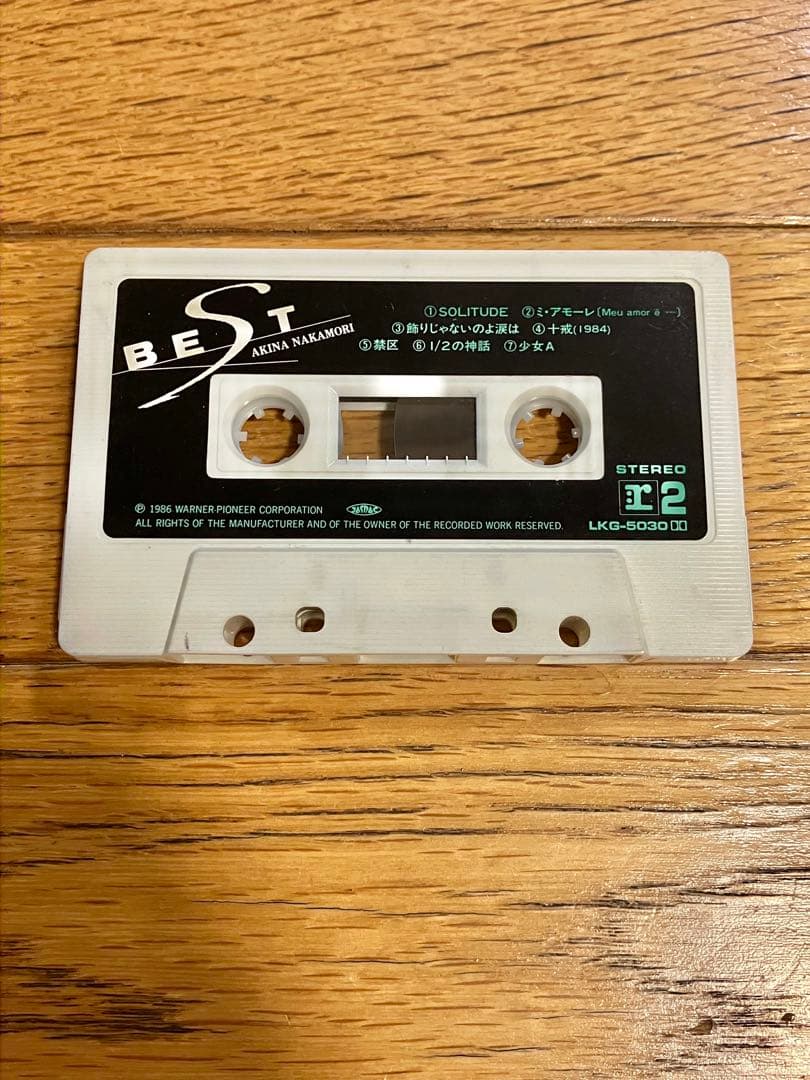 BEST
AKINA NAKAMORI
①SOLITUDE ②ミ・アモーレ〔Meu amor é ―〕
③飾りじゃないのよ涙は ④十戒(1984)
⑤禁区 ⑥1/2の神話 ⑦少女A
STEREO
r 2
℗ 1986 WARNER-PIONEER CORPORATION
ALL RIGHTS OF THE MANUFACTURER AND OF THE OWNER OF THE RECORDED WORK RESERVED.
LKG-5030